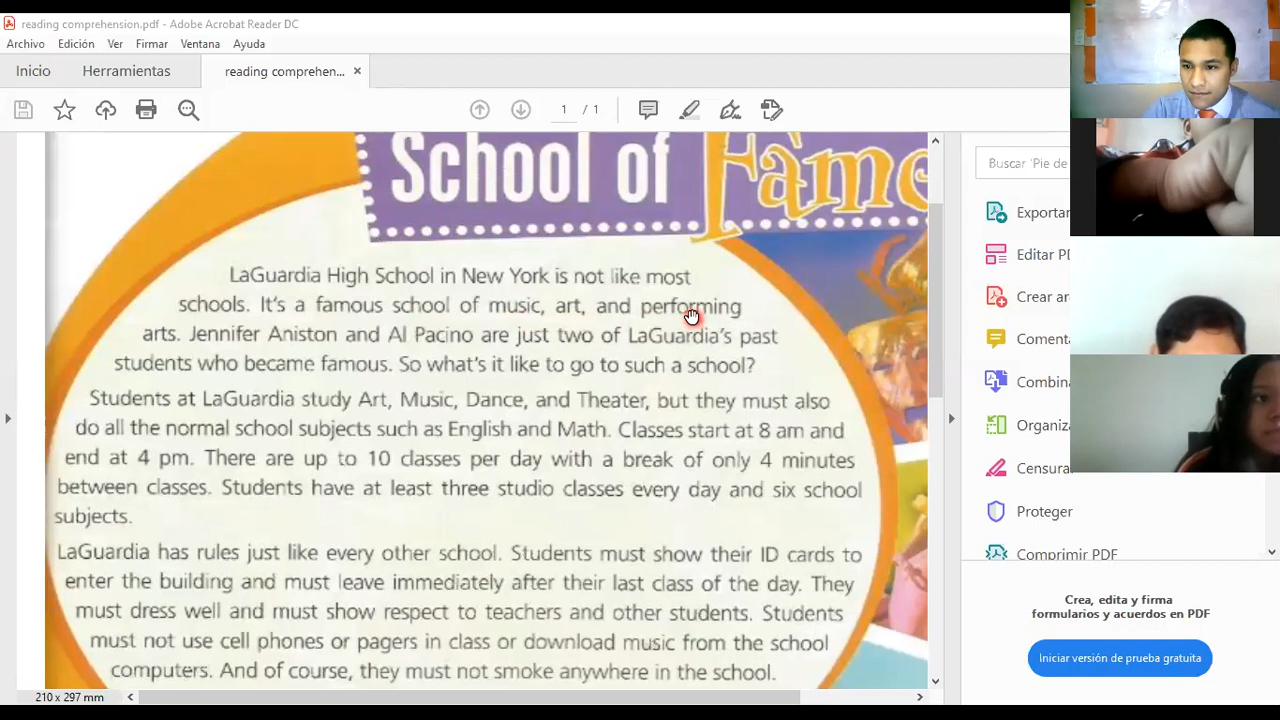 reading comprehension.pdf - Adobe Acrobat Reader DC
Archivo Edición Ver Firmar Ventana Ayuda
Inicio Herramientas reading comprehen... ×
1 / 1
School of Fame
Buscar 'Pie de
LaGuardia High School in New York is not like most
schools. It's a famous school of music, art, and performing
arts. Jennifer Aniston and Al Pacino are just two of LaGuardia's past
students who became famous. So what's it like to go to such a school?
Students at LaGuardia study Art, Music, Dance, and Theater, but they must also
do all the normal school subjects such as English and Math. Classes start at 8 am and
end at 4 pm. There are up to 10 classes per day with a break of only 4 minutes
between classes. Students have at least three studio classes every day and six school
subjects.
LaGuardia has rules just like every other school. Students must show their ID cards to
enter the building and must leave immediately after their last class of the day. They
must dress well and must show respect to teachers and other students. Students
must not use cell phones or pagers in class or download music from the school
computers. And of course, they must not smoke anywhere in the school.
Exportar
Editar PD
Crear ar
Comenta
Combina
Organiza
Censura
Proteger
Comprimir PDF
Crea, edita y firma
formularios y acuerdos en PDF
Iniciar versión de prueba gratuita
210 x 297 mm